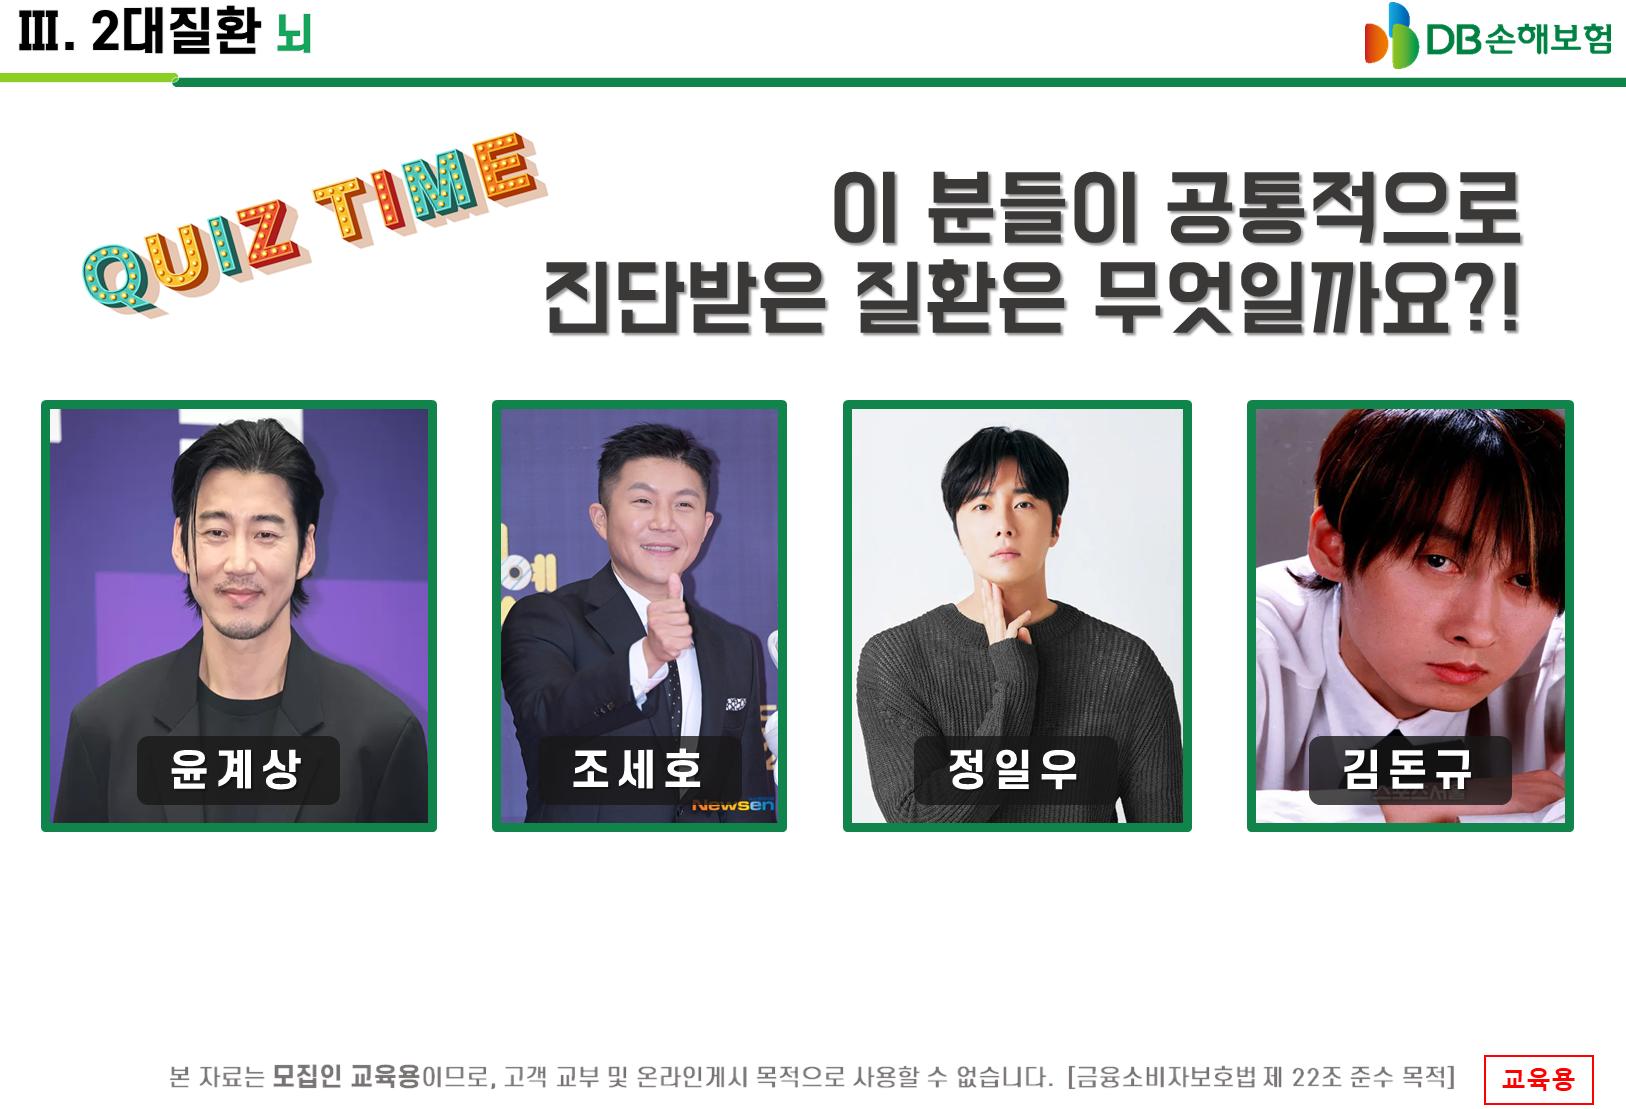 Ⅲ. 2대질환 뇌
DB손해보험
QUIZ TIME
이 분들이 공통적으로
진단받은 질환은 무엇일까요?!
윤계상
조세호
Newsen
정일우
김돈규
스포츠서울
본 자료는 모집인 교육용이므로, 고객 교부 및 온라인게시 목적으로 사용할 수 없습니다. [금융소비자보호법 제 22조 준수 목적]
교육용